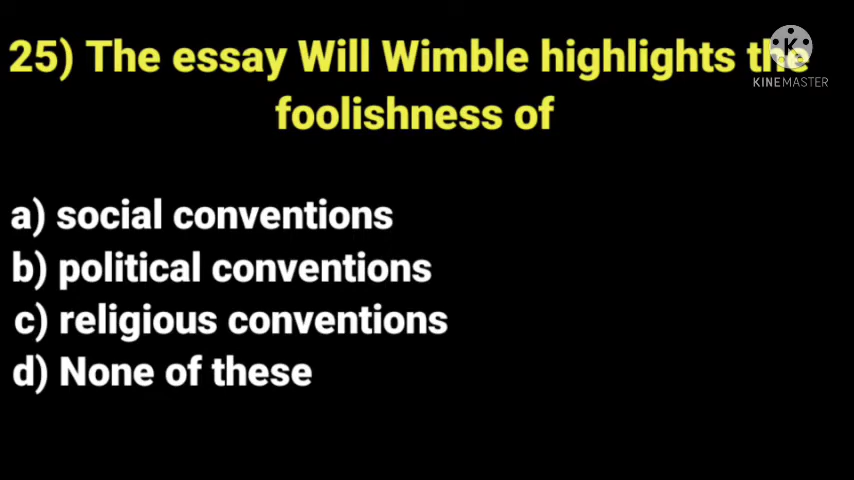 25) The essay Will Wimble highlights the
foolishness of
K
KINEMASTER
a) social conventions
b) political conventions
c) religious conventions
d) None of these